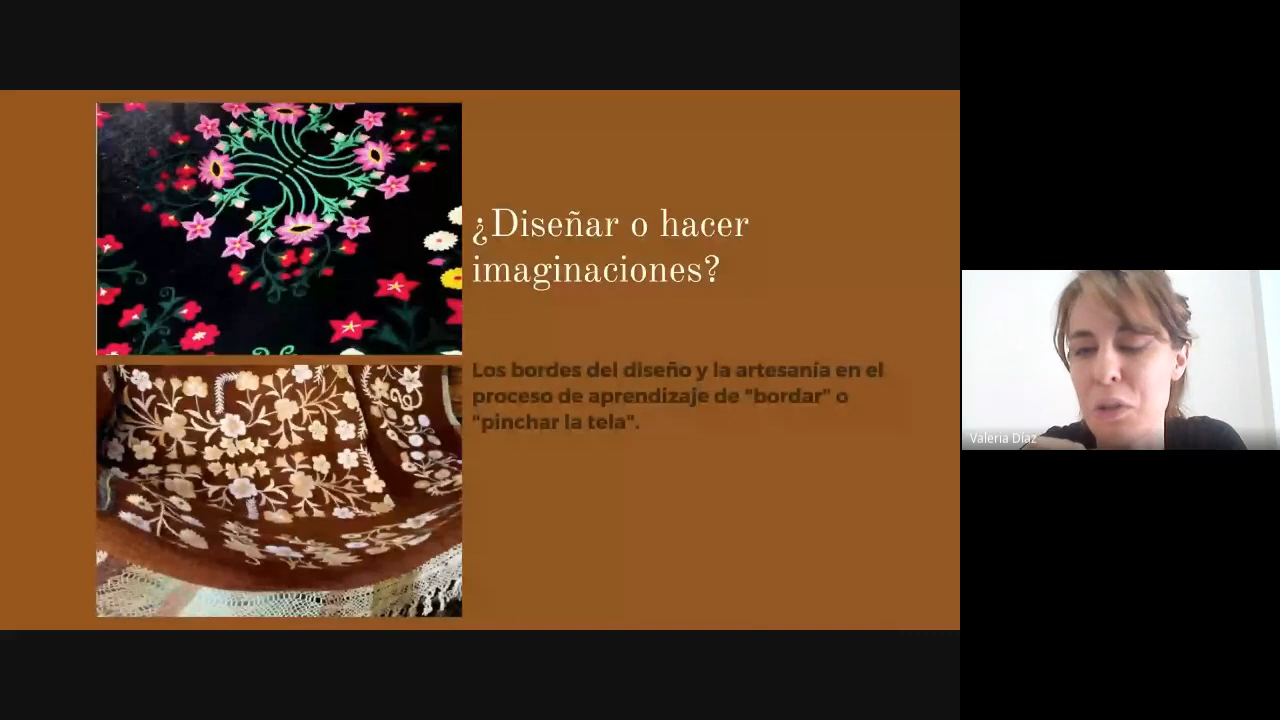 ¿Diseñar o hacer
imaginaciones?
Los bordes del diseño y la artesanía en el
proceso de aprendizaje de "bordar" o
"pinchar la tela".
Valeria Díaz